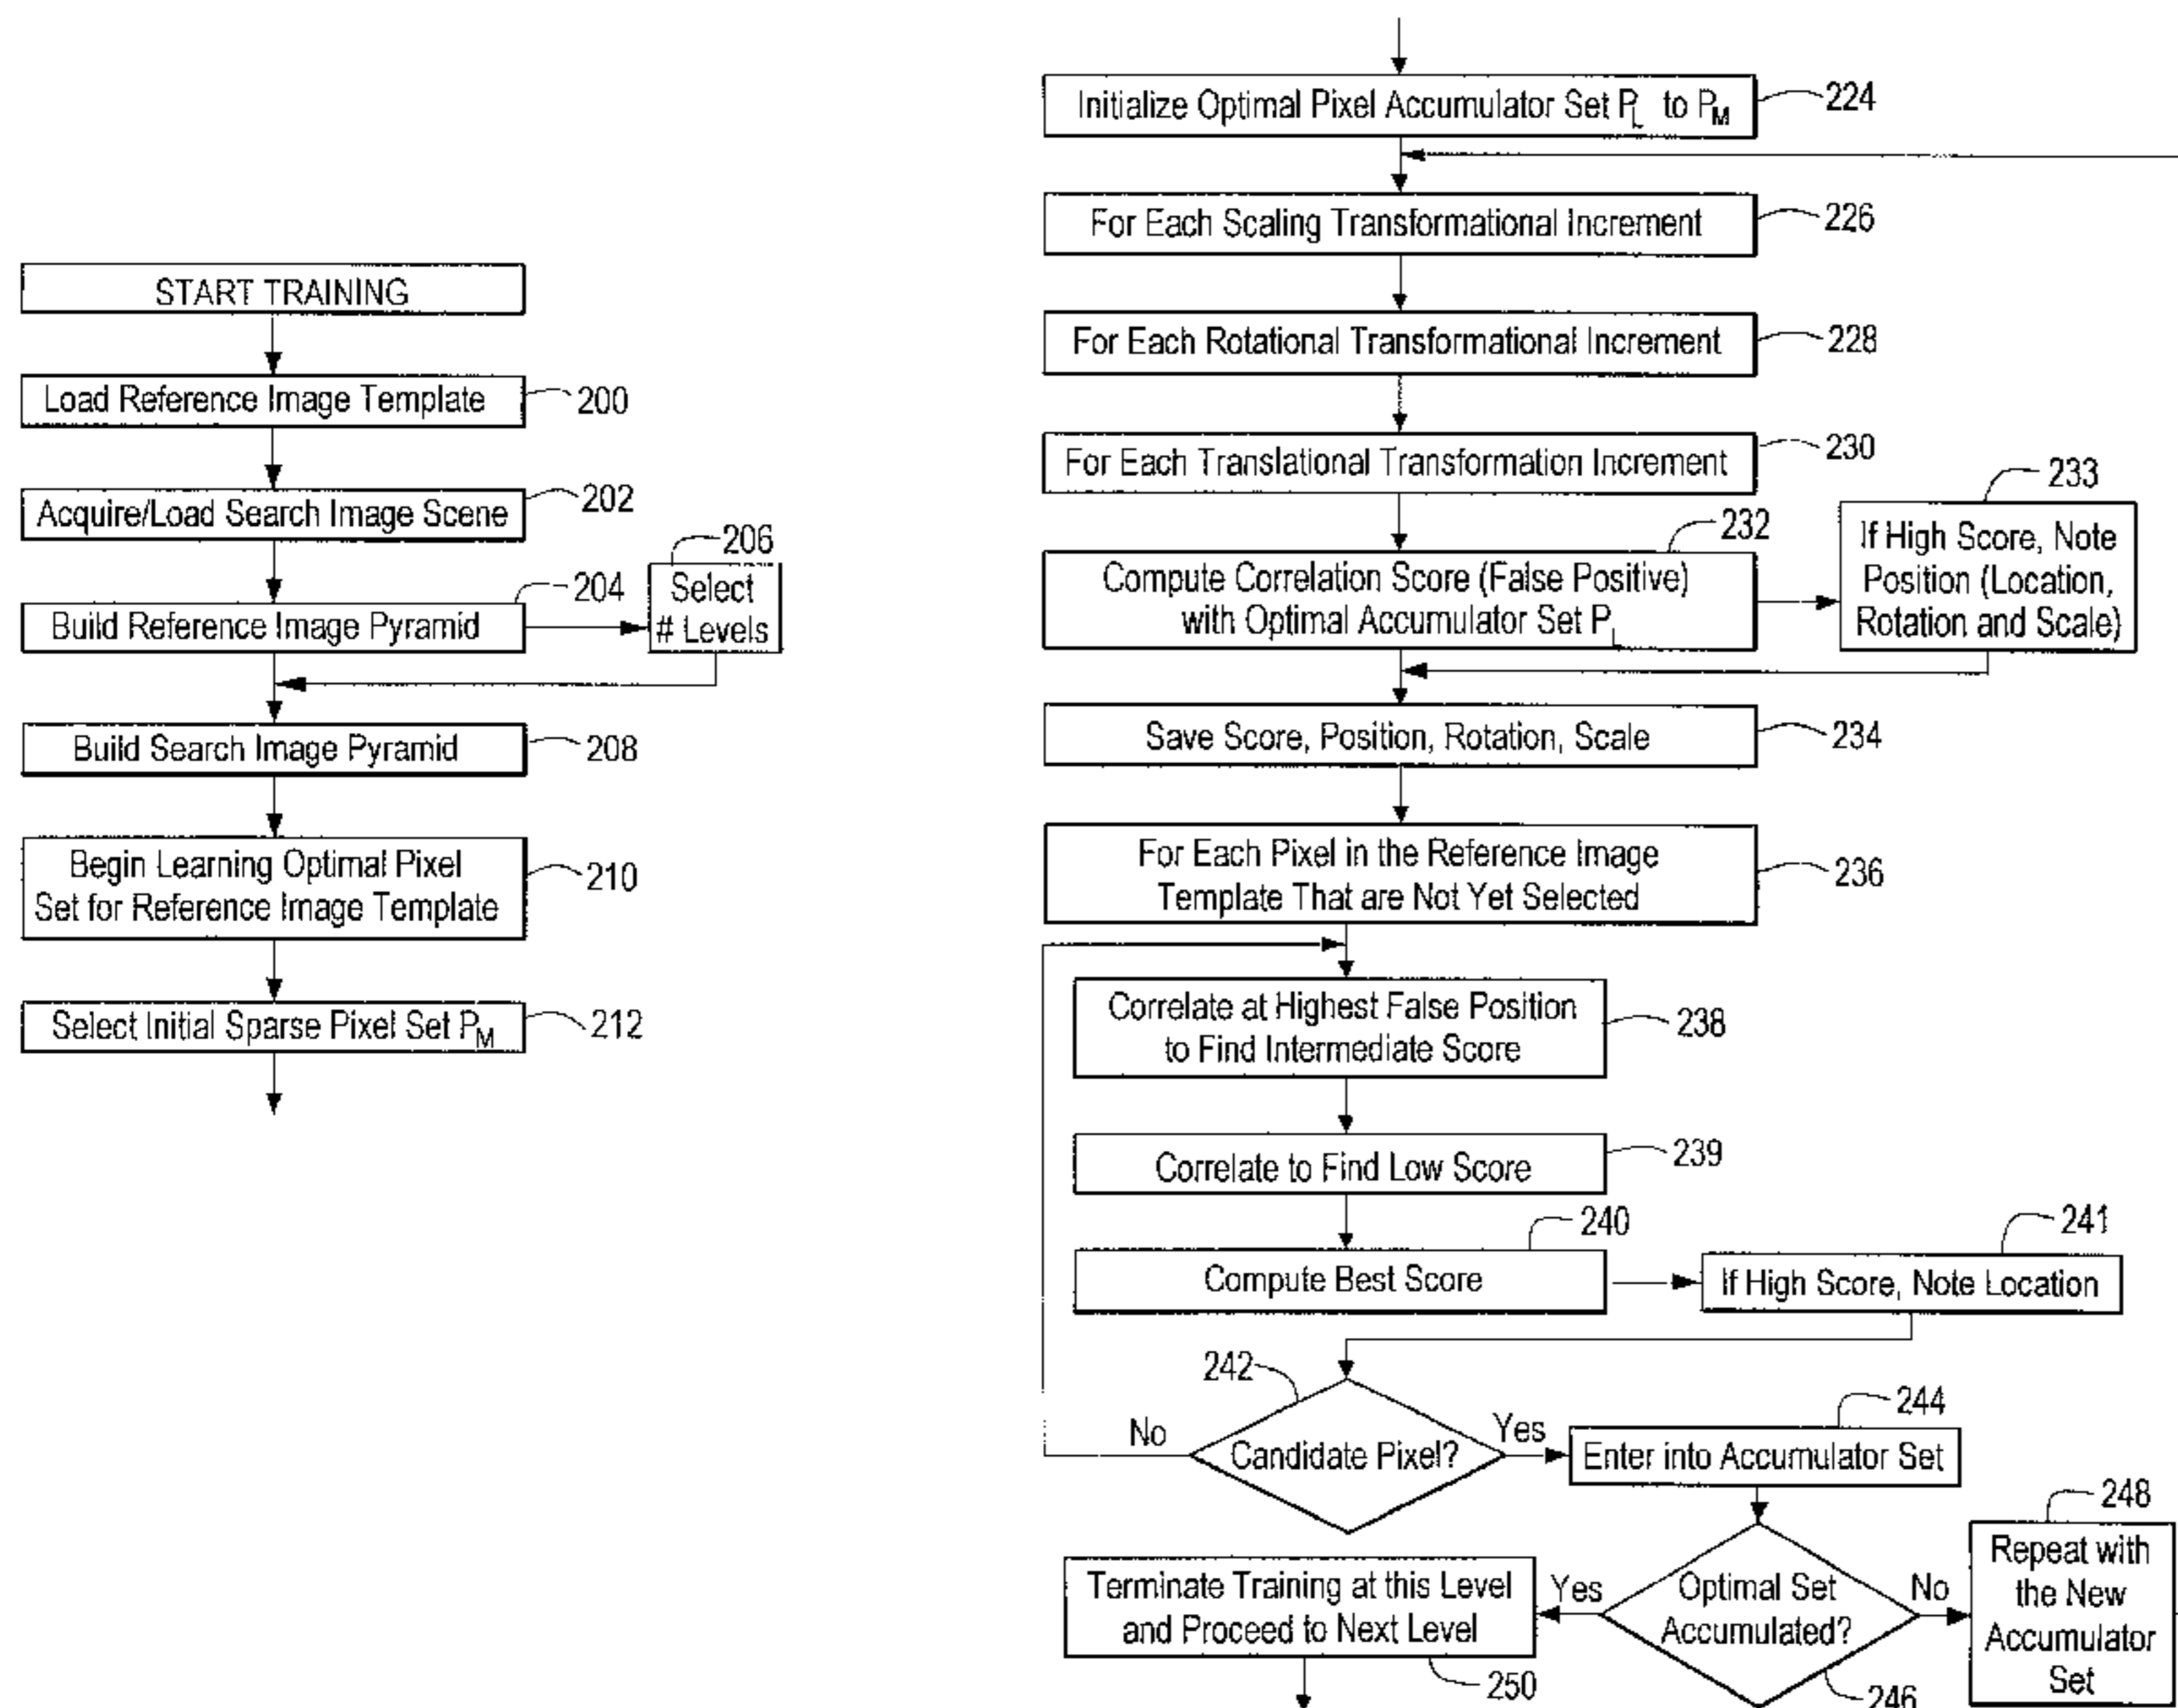 START TRAINING
Load Reference Image Template
200
Acquire/Load Search Image Scene
202
Build Reference Image Pyramid
204
206
Select
# Levels
Build Search Image Pyramid
208
Begin Learning Optimal Pixel
Set for Reference Image Template
210
Select Initial Sparse Pixel Set PM
212
Initialize Optimal Pixel Accumulator Set PL to PM
224
For Each Scaling Transformational Increment
226
For Each Rotational Transformational Increment
228
For Each Translational Transformation Increment
230
232
Compute Correlation Score (False Positive)
with Optimal Accumulator Set PL
233
If High Score, Note
Position (Location,
Rotation and Scale)
Save Score, Position, Rotation, Scale
234
For Each Pixel in the Reference Image
Template That are Not Yet Selected
236
Correlate at Highest False Position
to Find Intermediate Score
238
Correlate to Find Low Score
239
240
Compute Best Score
241
If High Score, Note Location
242
Candidate Pixel?
No
Yes
244
Enter into Accumulator Set
Optimal Set
Accumulated?
246
Yes
No
248
Repeat with
the New
Accumulator
Set
Terminate Training at this Level
and Proceed to Next Level
250